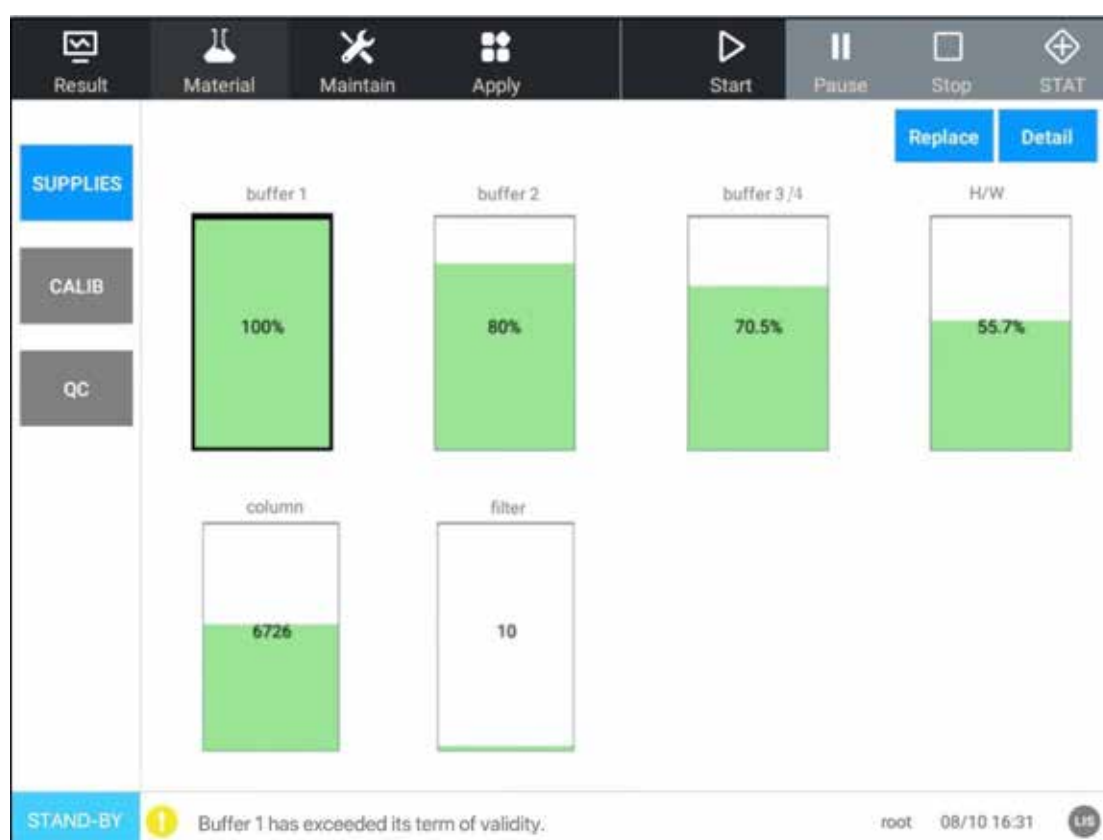 Result Material Maintain Apply Start Pause Stop STAT
Replace Detail
SUPPLIES
CALIB
QC
buffer 1 buffer 2 buffer 3 /4 H/W
100% 80% 70.5% 55.7%
column filter
6726 10
STAND-BY Buffer 1 has exceeded its term of validity. root 08/10 16:31 LIS